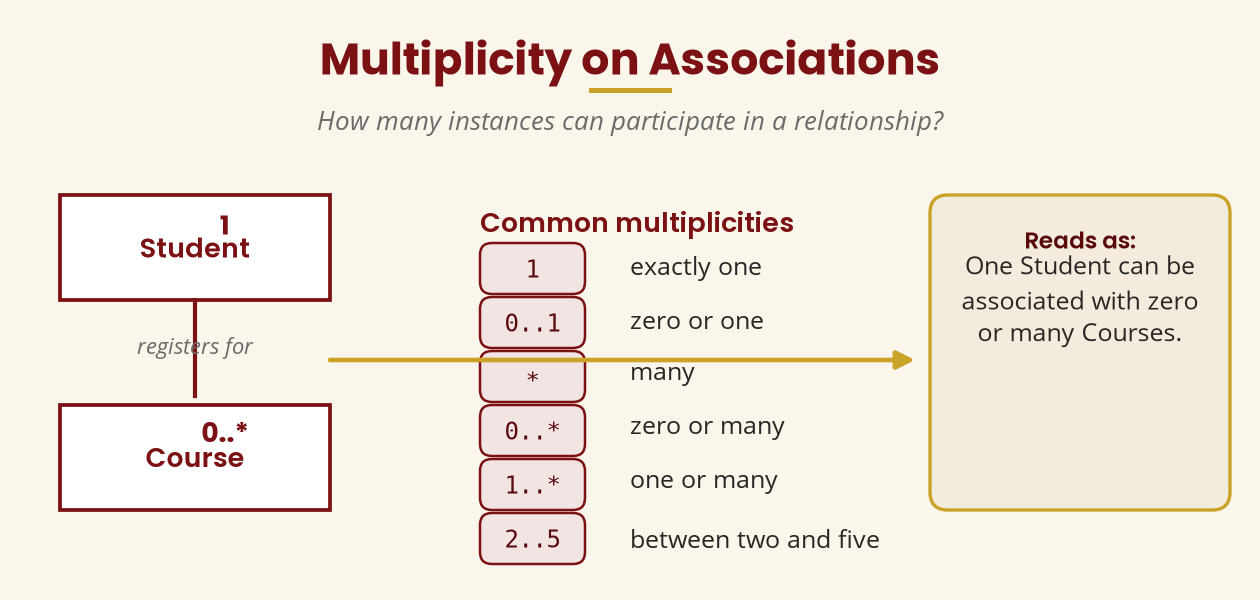 Multiplicity on Associations
How many instances can participate in a relationship?
1
Student
registers for
0..*
Course
Common multiplicities
1 exactly one
0..1 zero or one
* many
0..* zero or many
1..* one or many
2..5 between two and five
Reads as:
One Student can be
associated with zero
or many Courses.